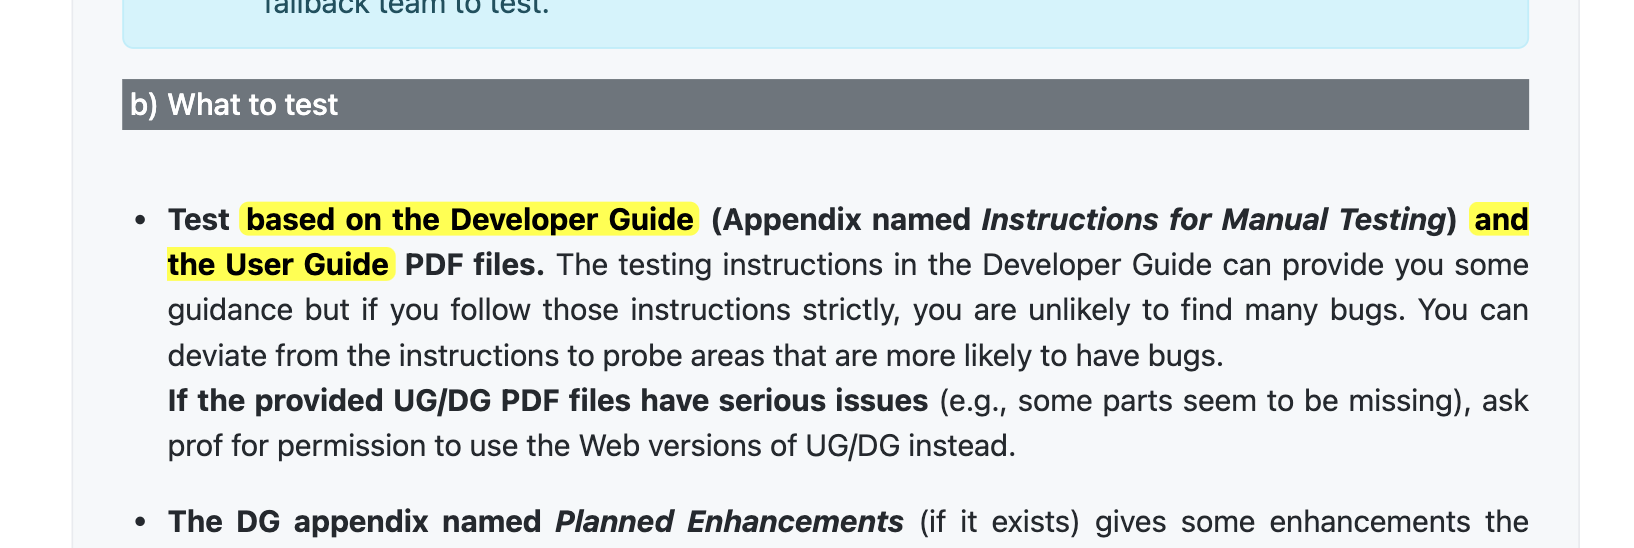 fallback team to test.
b) What to test
• Test based on the Developer Guide (Appendix named Instructions for Manual Testing) and
the User Guide PDF files. The testing instructions in the Developer Guide can provide you some
guidance but if you follow those instructions strictly, you are unlikely to find many bugs. You can
deviate from the instructions to probe areas that are more likely to have bugs.
If the provided UG/DG PDF files have serious issues (e.g., some parts seem to be missing), ask
prof for permission to use the Web versions of UG/DG instead.
• The DG appendix named Planned Enhancements (if it exists) gives some enhancements the